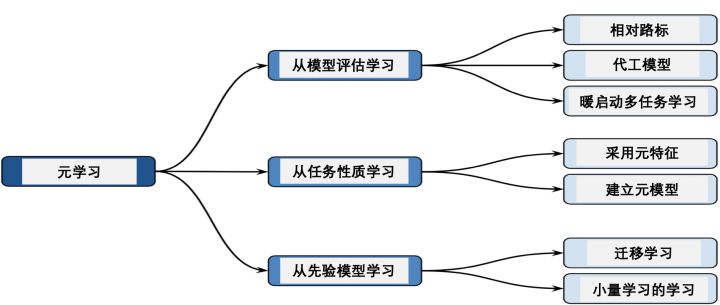 元学习
从模型评估学习
相对路标
代工模型
暖启动多任务学习
从任务性质学习
采用元特征
建立元模型
从先验模型学习
迁移学习
小量学习的学习